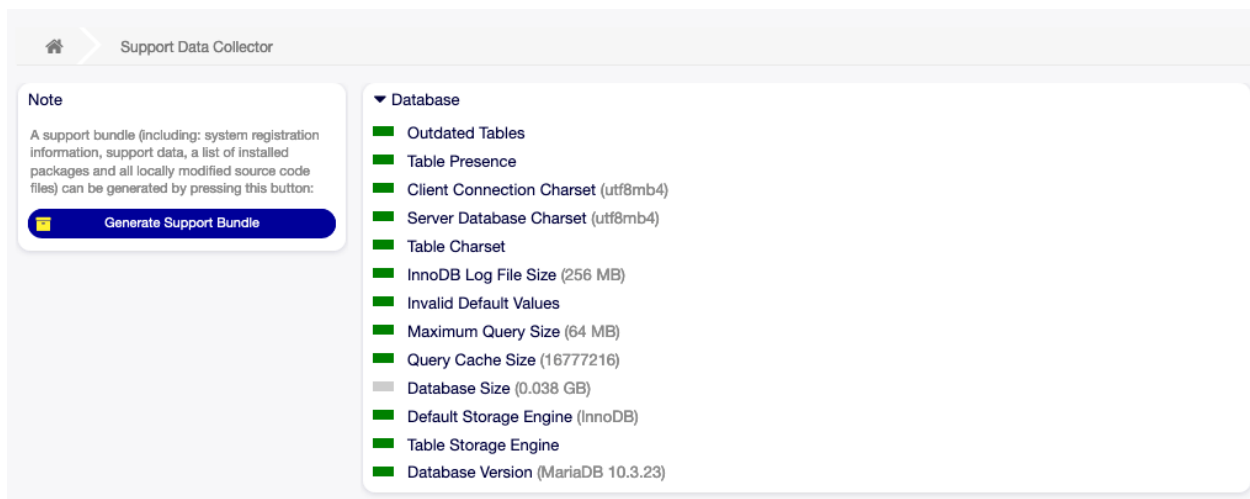 Support Data Collector
Note
A support bundle (including: system registration
information, support data, a list of installed
packages and all locally modified source code
files) can be generated by pressing this button:
Generate Support Bundle
Database
Outdated Tables
Table Presence
Client Connection Charset (utf8mb4)
Server Database Charset (utf8mb4)
Table Charset
InnoDB Log File Size (256 MB)
Invalid Default Values
Maximum Query Size (64 MB)
Query Cache Size (16777216)
Database Size (0.038 GB)
Default Storage Engine (InnoDB)
Table Storage Engine
Database Version (MariaDB 10.3.23)